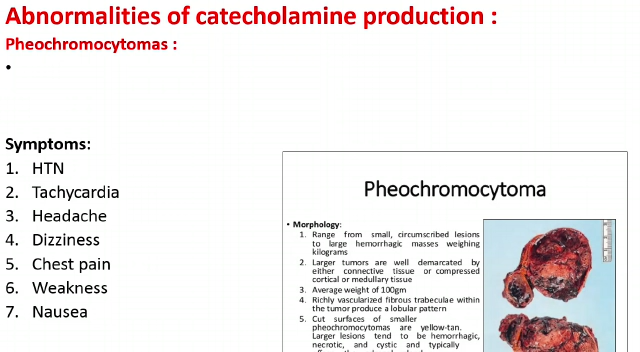 Abnormalities of catecholamine production :
Pheochromocytomas :
•
Symptoms:
1. HTN
2. Tachycardia
3. Headache
4. Dizziness
5. Chest pain
6. Weakness
7. Nausea
Pheochromocytoma
• Morphology:
1. Range from small, circumscribed lesions
to large hemorrhagic masses weighing
kilograms
2. Larger tumors are well demarcated by
either connective tissue or compressed
cortical or medullary tissue
3. Average weight of 100gm
4. Richly vascularized fibrous trabeculae within
the tumor produce a lobular pattern
5. Cut surfaces of smaller
pheochromocytomas are yellow-tan.
Larger lesions tend to be hemorrhagic,
necrotic, and cystic and typically